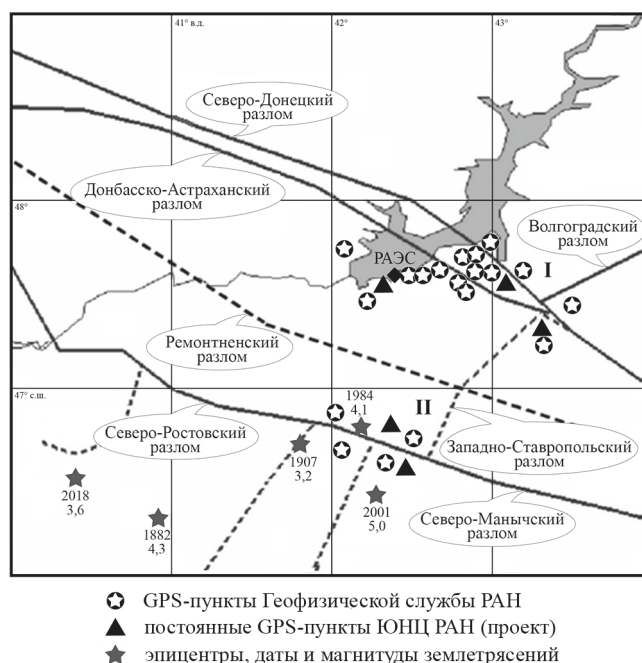 41° в.д.
42°
43°
Северо-Донецкий
разлом
Донбасско-Астраханский
разлом
48°
Волгоградский
разлом
РАЭС
I
Ремонтненский
разлом
47° с.ш.
1984
4,1
II
Северо-Ростовский
разлом
1907
3,2
Западно-Ставропольский
разлом
2018
3,6
2001
5,0
1882
4,3
Северо-Манычский
разлом
GPS-пункты Геофизической службы РАН
постоянные GPS-пункты ЮНЦ РАН (проект)
эпицентры, даты и магнитуды землетрясений